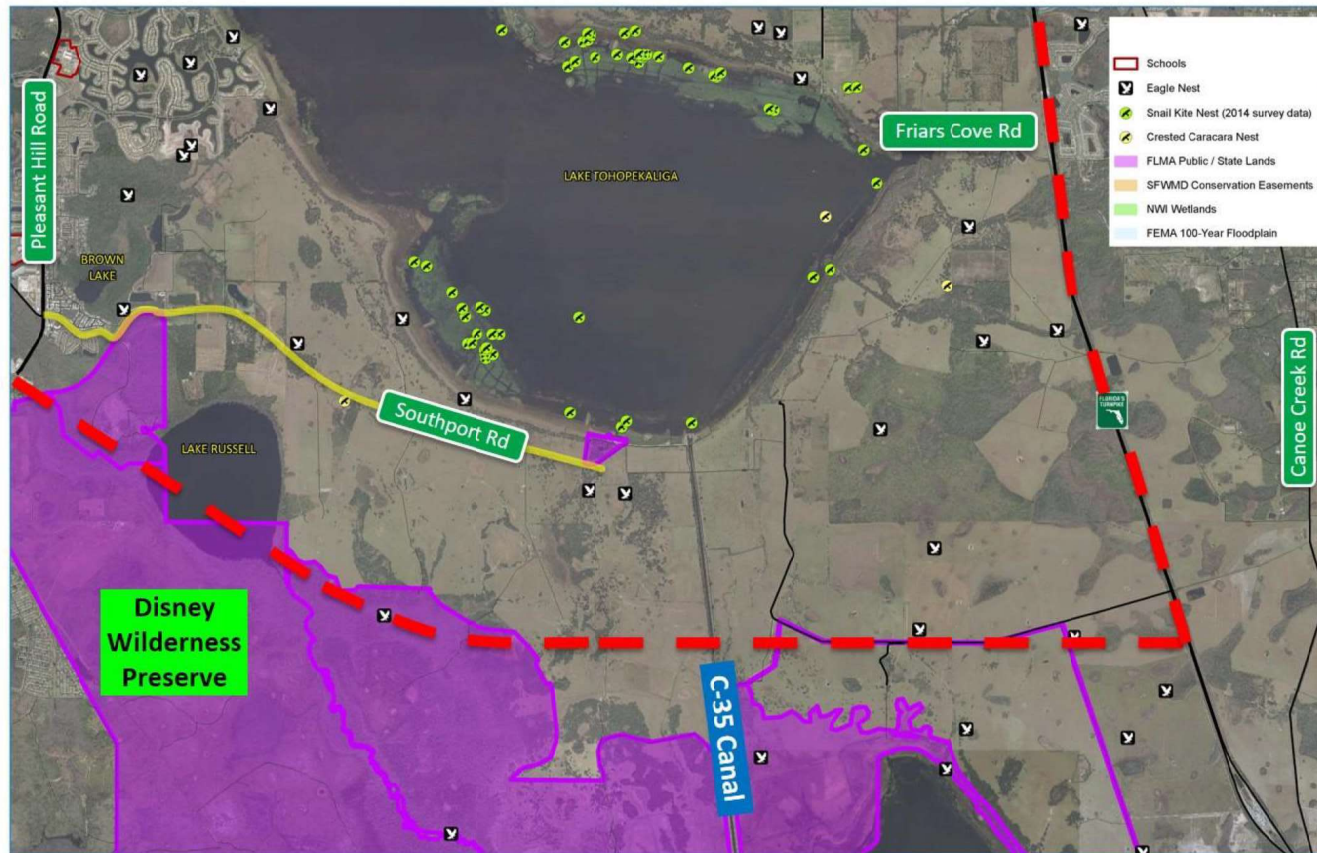 Pleasant Hill Road
BROWN
LAKE
LAKE TOHOPEKALIGA
Friars Cove Rd
Schools
Eagle Nest
Snail Kite Nest (2014 survey data)
Crested Caracara Nest
FLMA Public / State Lands
SFWMD Conservation Easements
NWI Wetlands
FEMA 100-Year Floodplain
Southport Rd
LAKE RUSSELL
FLORIDA'S
TURNPIKE
Canoe Creek Rd
Disney
Wilderness
Preserve
C-35 Canal